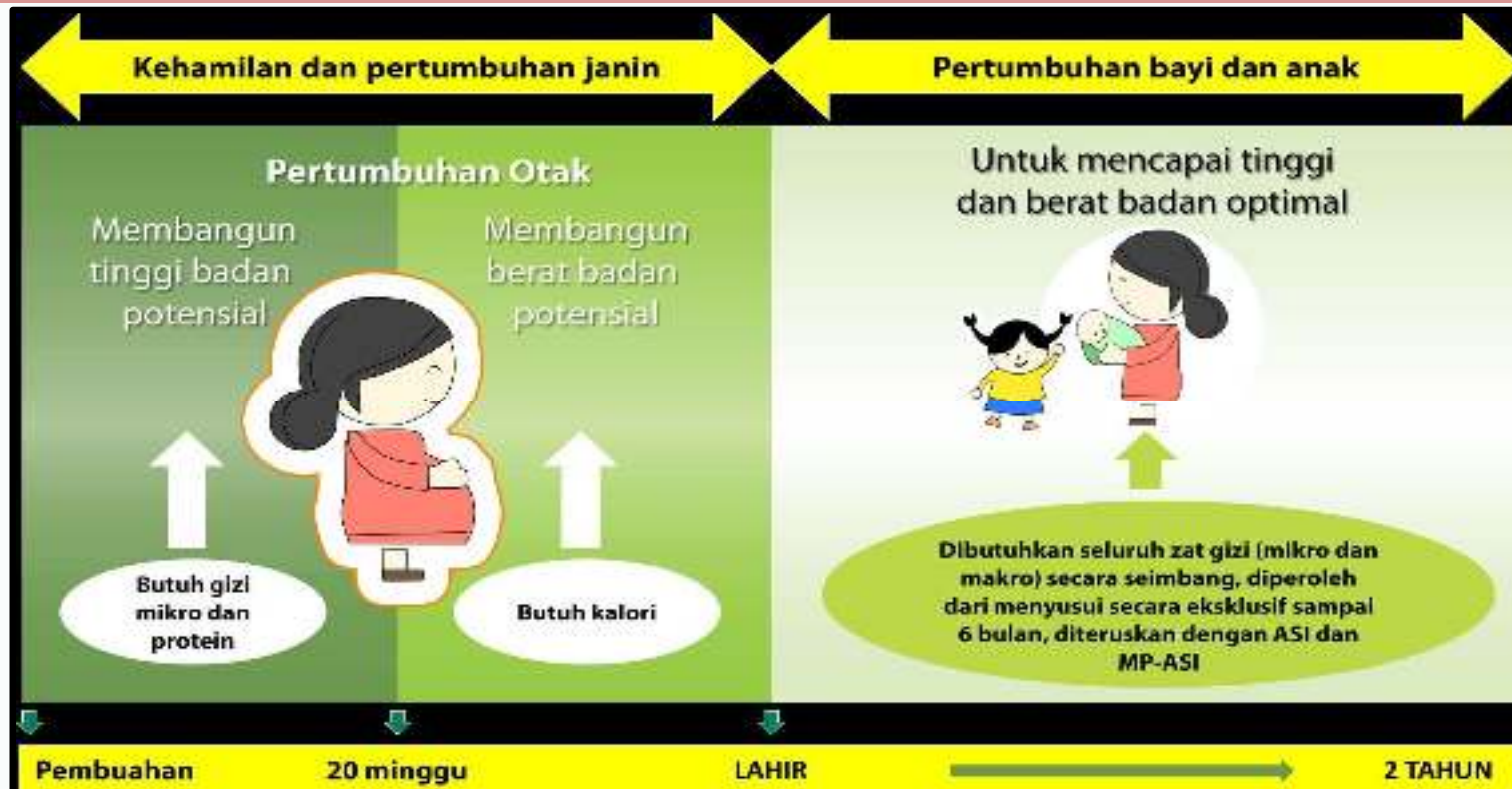 Kehamilan dan pertumbuhan janin
Pertumbuhan bayi dan anak
Pertumbuhan Otak
Membangun
tinggi badan
potensial
Membangun
berat badan
potensial
Untuk mencapai tinggi
dan berat badan optimal
Butuh gizi
mikro dan
protein
Butuh kalori
Dibutuhkan seluruh zat gizi (mikro dan
makro) secara seimbang, diperoleh
dari menyusui secara eksklusif sampai
6 bulan, diteruskan dengan ASI dan
MP-ASI
Pembuahan 20 minggu LAHIR 2 TAHUN